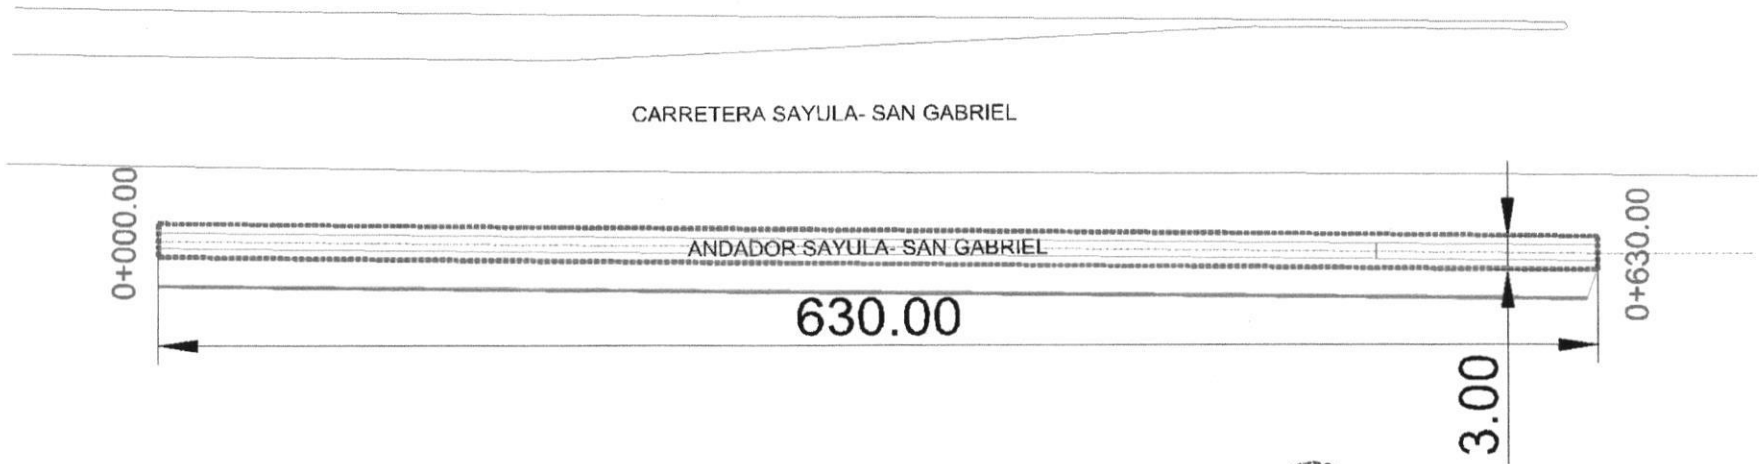 CARRETERA SAYULA- SAN GABRIEL
0+000.00
ANDADOR SAYULA- SAN GABRIEL
0+630.00
630.00
3.00